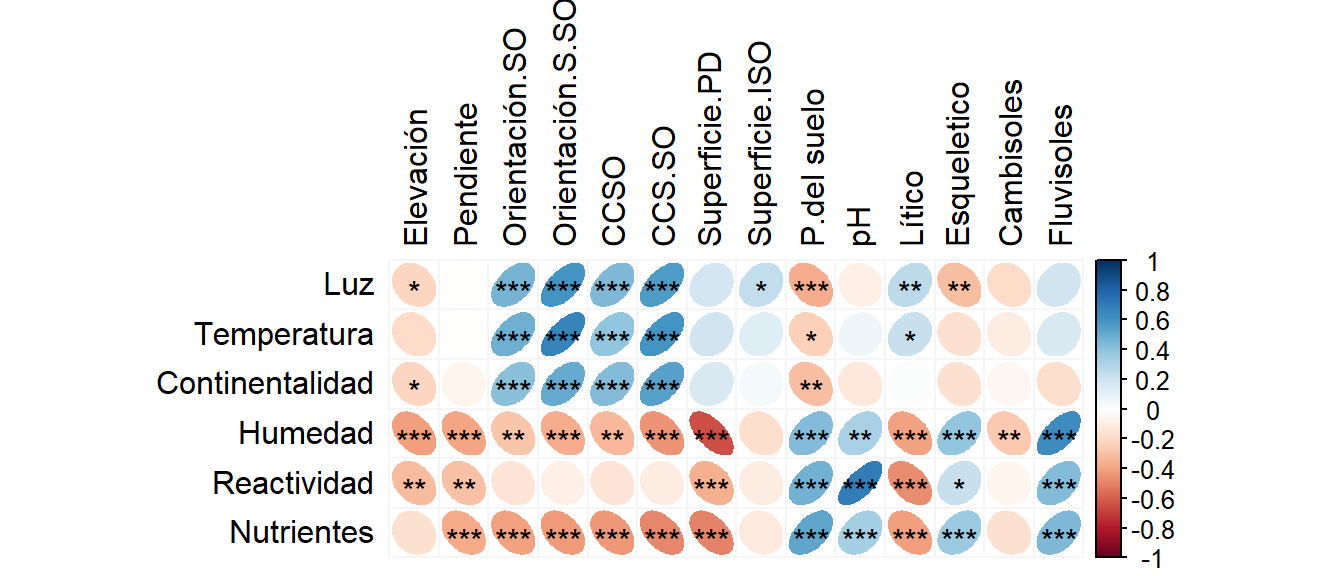 Elevación
Pendiente
Orientación.SO
Orientación.S.SO
CCSO
CCS.SO
Superficie.PD
Superficie.ISO
P.del suelo
pH
Lítico
Esqueletico
Cambisoles
Fluvisoles
Luz * *** *** *** *** * *** ** **
Temperatura *** *** *** *** * *
Continentalidad * *** *** *** *** **
Humedad *** *** ** *** ** *** *** *** ** *** *** ** ***
Reactividad ** ** *** *** *** *** * ***
Nutrientes *** *** *** *** *** *** *** *** *** *** ***
1
0.8
0.6
0.4
0.2
0
-0.2
-0.4
-0.6
-0.8
-1